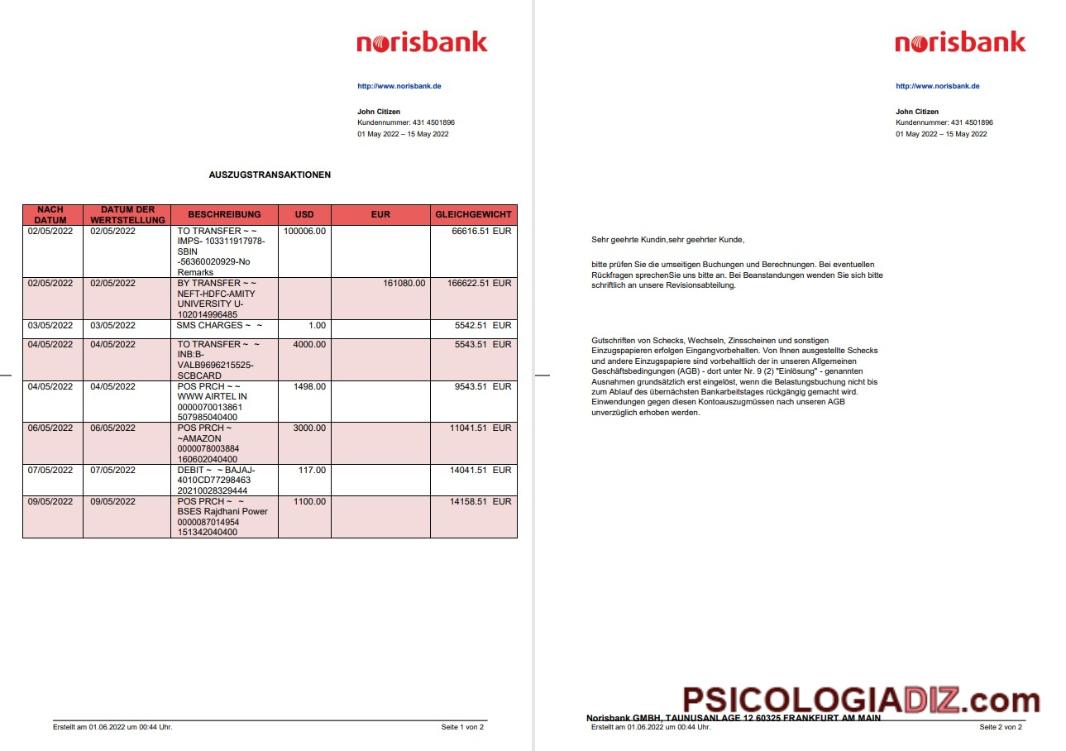 norisbank
http://www.norisbank.de
John Citizen
Kundennummer: 431 4501896
01 May 2022 – 15 May 2022
AUSZUGSTRANSAKTIONEN
NACH DATUM DATUM DER WERTSTELLUNG BESCHREIBUNG USD EUR GLEICHGEWICHT
02/05/2022 02/05/2022 TO TRANSFER ~ ~ 100006.00 66616.51 EUR
IMPS- 103311917978-
SBIN
-56360020929-No
Remarks
02/05/2022 02/05/2022 BY TRANSFER ~ ~ 161080.00 166622.51 EUR
NEFT-HDFC-AMITY
UNIVERSITY U-
102014996485
03/05/2022 03/05/2022 SMS CHARGES ~ ~ 1.00 5542.51 EUR
04/05/2022 04/05/2022 TO TRANSFER ~ ~ 4000.00 5543.51 EUR
INB:B-
VALB9696215525-
SCBCARD
04/05/2022 04/05/2022 POS PRCH ~ ~ 1498.00 9543.51 EUR
WWW AIRTEL IN
0000070013861
507985040400
06/05/2022 06/05/2022 POS PRCH ~ 3000.00 11041.51 EUR
~AMAZON
0000078003884
160602040400
07/05/2022 07/05/2022 DEBIT ~ ~ BAJAJ- 117.00 14041.51 EUR
4010CD77298463
20210028329444
09/05/2022 09/05/2022 POS PRCH ~ ~ 1100.00 14158.51 EUR
BSES Rajdhani Power
0000087014954
151342040400
Erstellt am 01.06.2022 um 00:44 Uhr. Seite 1 von 2
norisbank
http://www.norisbank.de
John Citizen
Kundennummer: 431 4501896
01 May 2022 – 15 May 2022
Sehr geehrte Kundin,sehr geehrter Kunde,
bitte prüfen Sie die umseitigen Buchungen und Berechnungen. Bei eventuellen
Rückfragen sprechenSie uns bitte an. Bei Beanstandungen wenden Sie sich bitte
schriftlich an unsere Revisionsabteilung.
Gutschriften von Schecks, Wechseln, Zinsscheinen und sonstigen
Einzugspapieren erfolgen Eingangvorbehalten. Von Ihnen ausgestellte Schecks
und andere Einzugspapiere sind vorbehaltlich der in unseren Allgemeinen
Geschäftsbedingungen (AGB) - dort unter Nr. 9 (2) "Einlösung" - genannten
Ausnahmen grundsätzlich erst eingelöst, wenn die Belastungsbuchung nicht bis
zum Ablauf des übernächsten Bankarbeitstages rückgängig gemacht wird.
Einwendungen gegen diesen Kontoauszugmüssen nach unseren AGB
unverzüglich erhoben werden.
PSICOLOGIADIZ.com
Norisbank GMBH, TAUNUSANLAGE 12 60325 FRANKFURT AM MAIN
Erstellt am 01.06.2022 um 00:44 Uhr. Seite 2 von 2